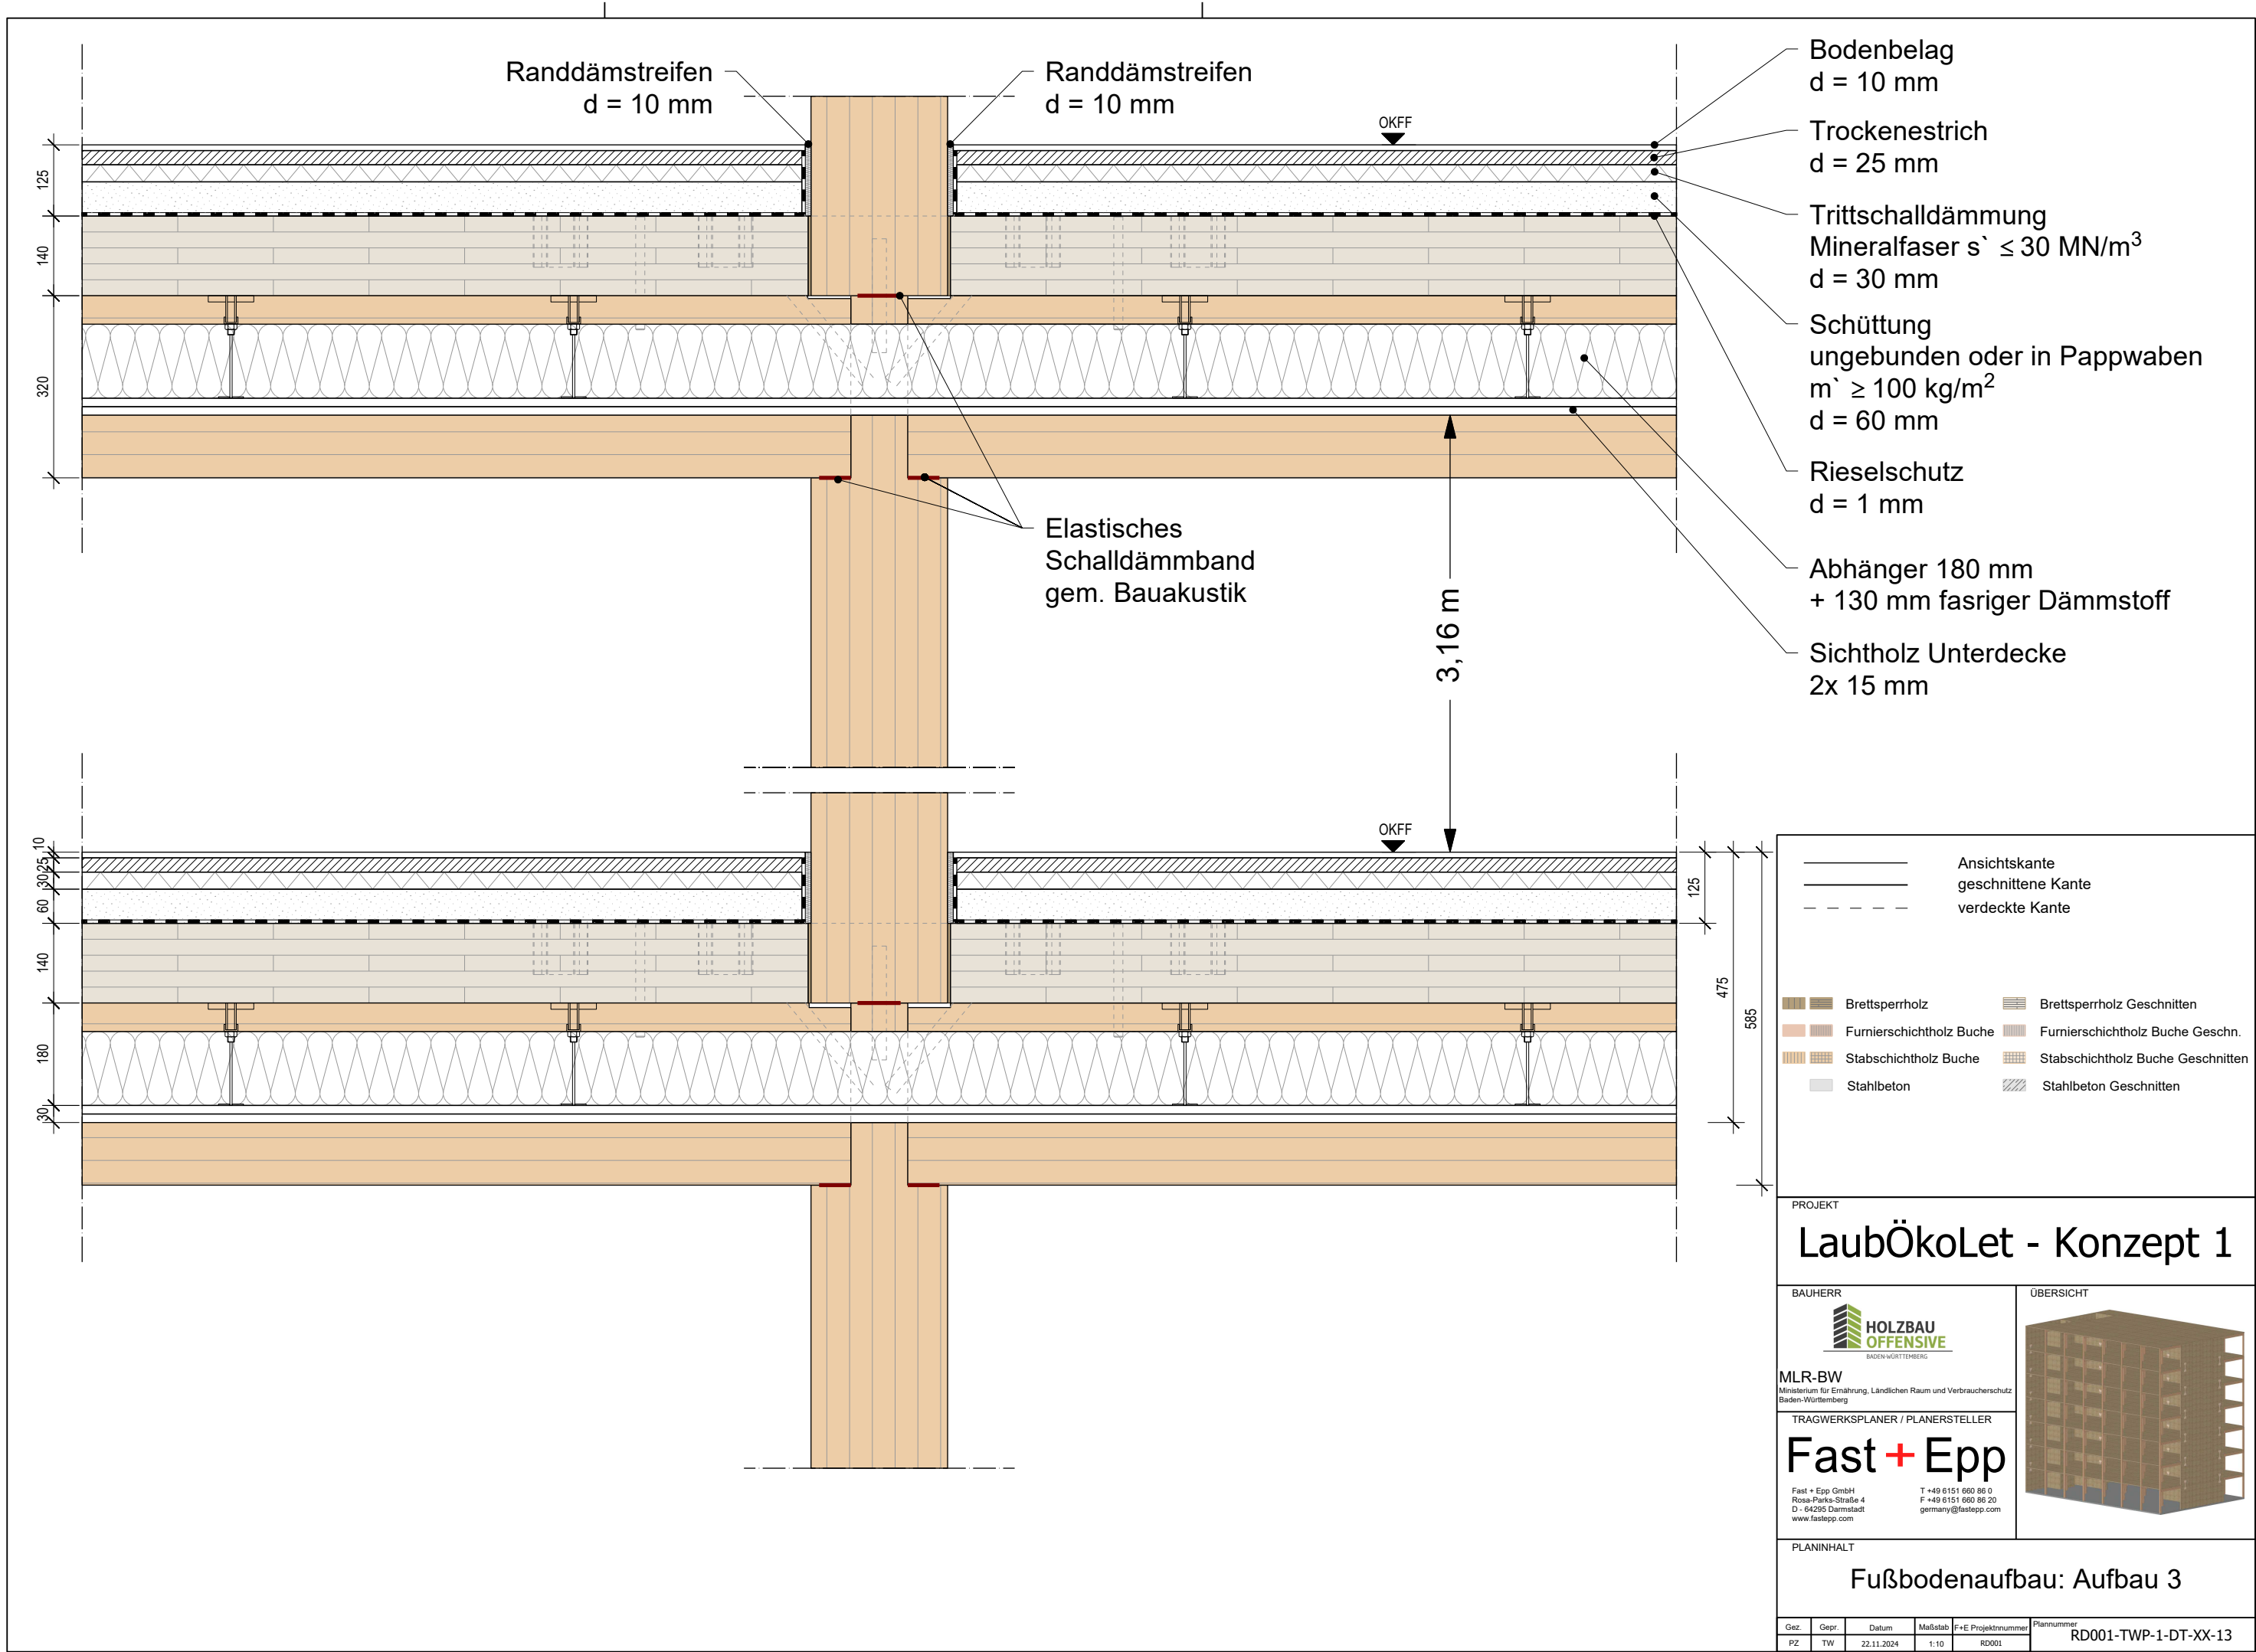 Randdämstreifen
d = 10 mm
Randdämstreifen
d = 10 mm
OKFF
Bodenbelag
d = 10 mm
Trockenestrich
d = 25 mm
Trittschalldämmung
Mineralfaser s` ≤ 30 MN/m³
d = 30 mm
Schüttung
ungebunden oder in Pappwaben
m` ≥ 100 kg/m²
d = 60 mm
Rieselschutz
d = 1 mm
Abhänger 180 mm
+ 130 mm fasriger Dämmstoff
Sichtholz Unterdecke
2x 15 mm
125
140
320
Elastisches
Schalldämmband
gem. Bauakustik
3,16 m
OKFF
10
25
30
60
140
180
30
125
475
585
Ansichtskante
geschnittene Kante
verdeckte Kante
Brettsperrholz
Brettsperrholz Geschnitten
Furnierschichtholz Buche
Furnierschichtholz Buche Geschn.
Stabschichtholz Buche
Stabschichtholz Buche Geschnitten
Stahlbeton
Stahlbeton Geschnitten
PROJEKT
LaubÖkoLet - Konzept 1
BAUHERR
HOLZBAU
OFFENSIVE
BADEN-WÜRTTEMBERG
MLR-BW
Ministerium für Ernährung, Ländlichen Raum und Verbraucherschutz
Baden-Württemberg
ÜBERSICHT
TRAGWERKSPLANER / PLANERSTELLER
Fast + Epp
Fast + Epp GmbH
Rosa-Parks-Straße 4
D - 64295 Darmstadt
www.fastepp.com
T +49 6151 660 86 0
F +49 6151 660 86 20
germany@fastepp.com
PLANINHALT
Fußbodenaufbau: Aufbau 3
Gez. Gepr. Datum Maßstab F+E Projektnnummer Plannummer
PZ TW 22.11.2024 1:10 RD001 RD001-TWP-1-DT-XX-13